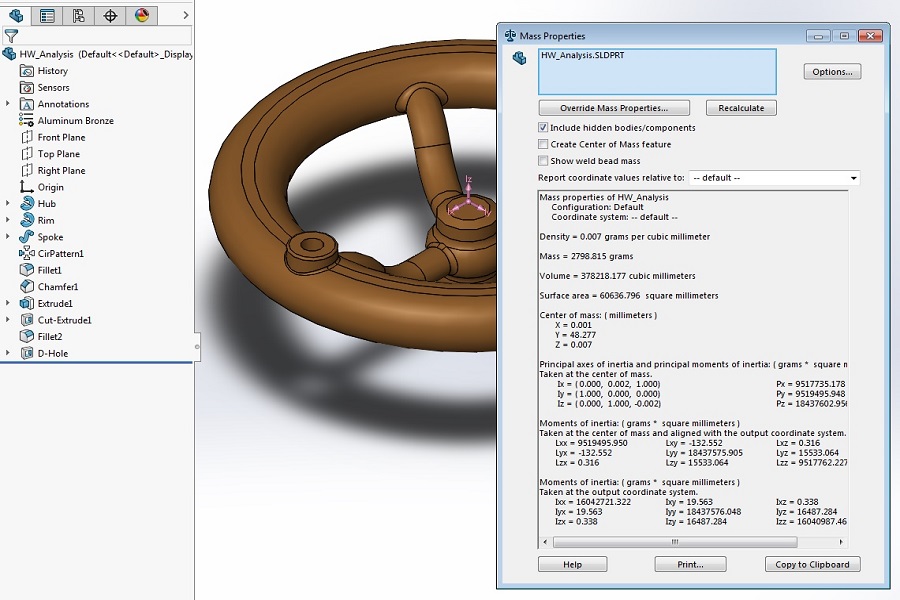 HW_Analysis (Default<<Default>_Display
History
Sensors
Annotations
Aluminum Bronze
Front Plane
Top Plane
Right Plane
Origin
Hub
Rim
Spoke
CirPattern1
Fillet1
Chamfer1
Extrude1
Cut-Extrude1
Fillet2
D-Hole
Iz
Mass Properties
HW_Analysis.SLDPRT
Options...
Override Mass Properties...
Recalculate
Include hidden bodies/components
Create Center of Mass feature
Show weld bead mass
Report coordinate values relative to:
-- default --
Mass properties of HW_Analysis
Configuration: Default
Coordinate system: -- default --
Density = 0.007 grams per cubic millimeter
Mass = 2798.815 grams
Volume = 378218.177 cubic millimeters
Surface area = 60636.796 square millimeters
Center of mass: ( millimeters )
X = 0.001
Y = 48.277
Z = 0.007
Principal axes of inertia and principal moments of inertia: ( grams * square m
Taken at the center of mass.
Ix = ( 0.000, 0.002, 1.000) Px = 9517735.178
Iy = ( 1.000, 0.000, 0.000) Py = 9519495.948
Iz = ( 0.000, 1.000, -0.002) Pz = 18437602.956
Moments of inertia: ( grams * square millimeters )
Taken at the center of mass and aligned with the output coordinate system.
Lxx = 9519495.950 Lxy = -132.552 Lxz = 0.316
Lyx = -132.552 Lyy = 18437575.905 Lyz = 15533.064
Lzx = 0.316 Lzy = 15533.064 Lzz = 9517762.227
Moments of inertia: ( grams * square millimeters )
Taken at the output coordinate system.
Ixx = 16042721.322 Ixy = 19.563 Ixz = 0.338
Iyx = 19.563 Iyy = 18437576.048 Iyz = 16487.284
Izx = 0.338 Izy = 16487.284 Izz = 16040987.46
Help
Print...
Copy to Clipboard